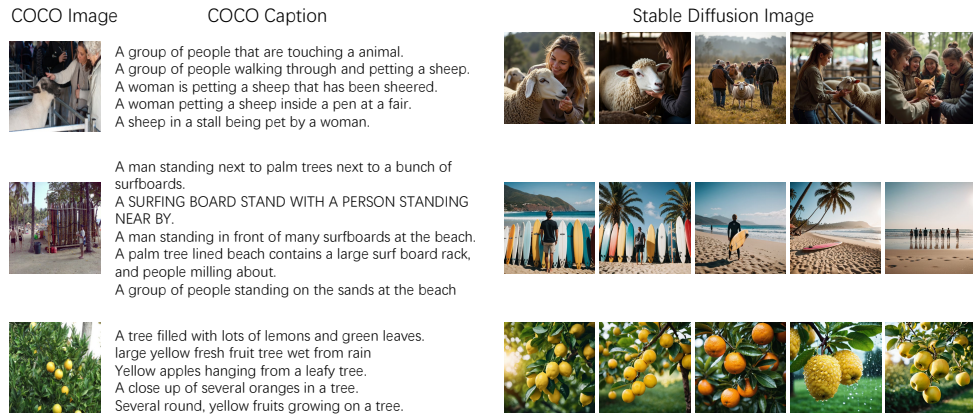 COCO Image
COCO Caption
Stable Diffusion Image
A group of people that are touching a animal.
A group of people walking through and petting a sheep.
A woman is petting a sheep that has been sheered.
A woman petting a sheep inside a pen at a fair.
A sheep in a stall being pet by a woman.
A man standing next to palm trees next to a bunch of
surfboards.
A SURFING BOARD STAND WITH A PERSON STANDING
NEAR BY.
A man standing in front of many surfboards at the beach.
A palm tree lined beach contains a large surf board rack,
and people milling about.
A group of people standing on the sands at the beach
A tree filled with lots of lemons and green leaves.
large yellow fresh fruit tree wet from rain
Yellow apples hanging from a leafy tree.
A close up of several oranges in a tree.
Several round, yellow fruits growing on a tree.